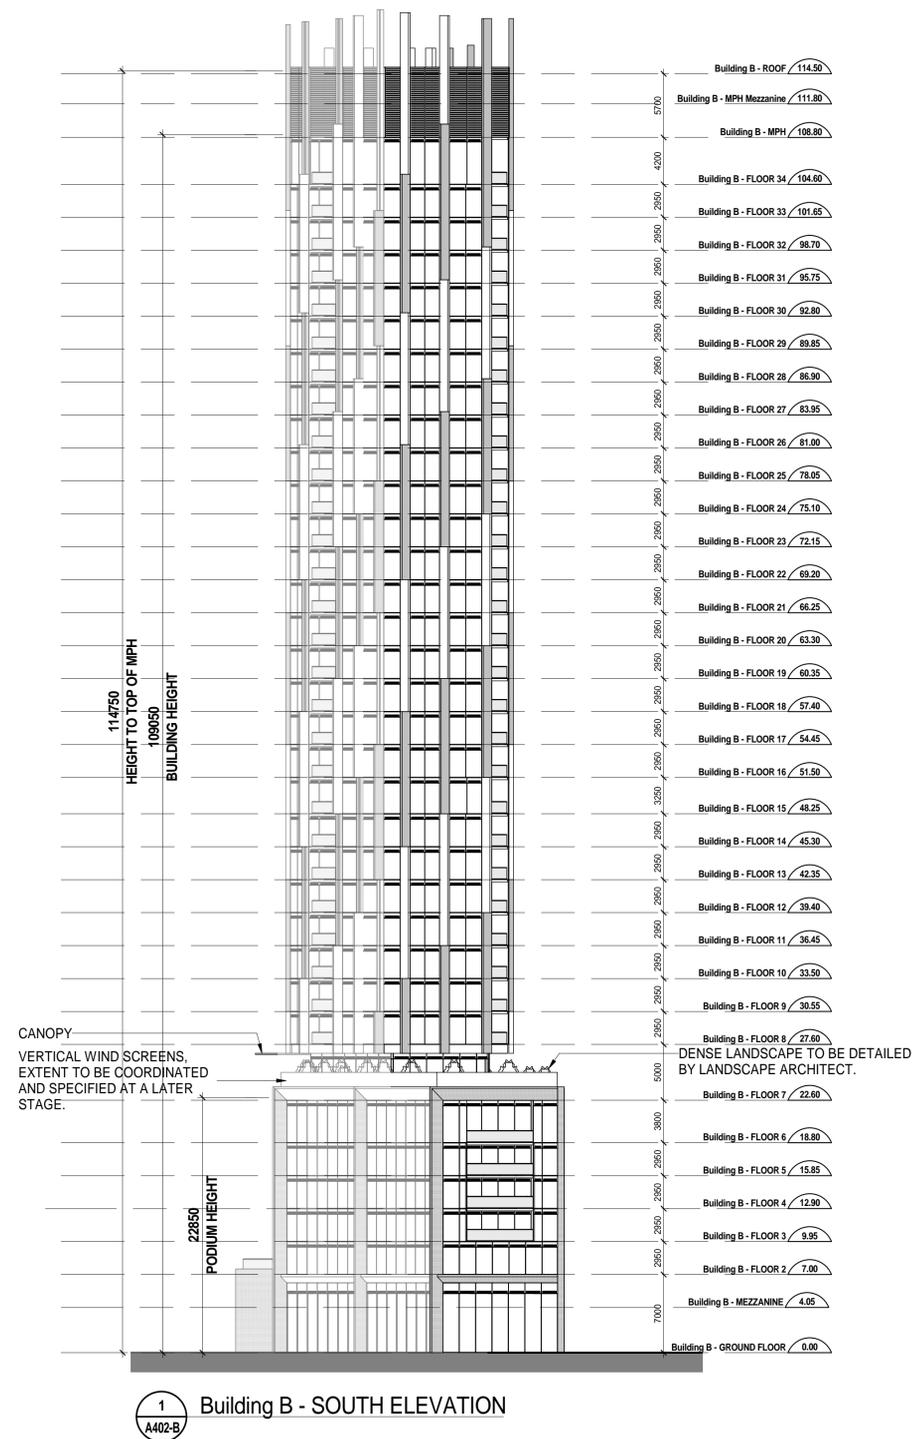 Building B - ROOF 114.50
Building B - MPH Mezzanine 111.80
5700
Building B - MPH 108.80
4200
Building B - FLOOR 34 104.60
2950
Building B - FLOOR 33 101.65
2950
Building B - FLOOR 32 98.70
2950
Building B - FLOOR 31 95.75
2950
Building B - FLOOR 30 92.80
2950
Building B - FLOOR 29 89.85
2950
Building B - FLOOR 28 86.90
2950
Building B - FLOOR 27 83.95
2950
Building B - FLOOR 26 81.00
2950
Building B - FLOOR 25 78.05
2950
Building B - FLOOR 24 75.10
2950
Building B - FLOOR 23 72.15
2950
Building B - FLOOR 22 69.20
2950
Building B - FLOOR 21 66.25
2950
Building B - FLOOR 20 63.30
2950
Building B - FLOOR 19 60.35
2950
Building B - FLOOR 18 57.40
2950
Building B - FLOOR 17 54.45
2950
Building B - FLOOR 16 51.50
3250
Building B - FLOOR 15 48.25
2950
Building B - FLOOR 14 45.30
2950
Building B - FLOOR 13 42.35
2950
Building B - FLOOR 12 39.40
2950
Building B - FLOOR 11 36.45
2950
Building B - FLOOR 10 33.50
2950
Building B - FLOOR 9 30.55
2950
Building B - FLOOR 8 27.60
5000
Building B - FLOOR 7 22.60
3800
Building B - FLOOR 6 18.80
2950
Building B - FLOOR 5 15.85
2950
Building B - FLOOR 4 12.90
2950
Building B - FLOOR 3 9.95
2950
Building B - FLOOR 2 7.00
Building B - MEZZANINE 4.05
7000
Building B - GROUND FLOOR 0.00
114750
HEIGHT TO TOP OF MPH
109050
BUILDING HEIGHT
CANOPY
VERTICAL WIND SCREENS,
EXTENT TO BE COORDINATED
AND SPECIFIED AT A LATER
STAGE.
DENSE LANDSCAPE TO BE DETAILED
BY LANDSCAPE ARCHITECT.
22850
PODIUM HEIGHT
1
A402-B
Building B - SOUTH ELEVATION